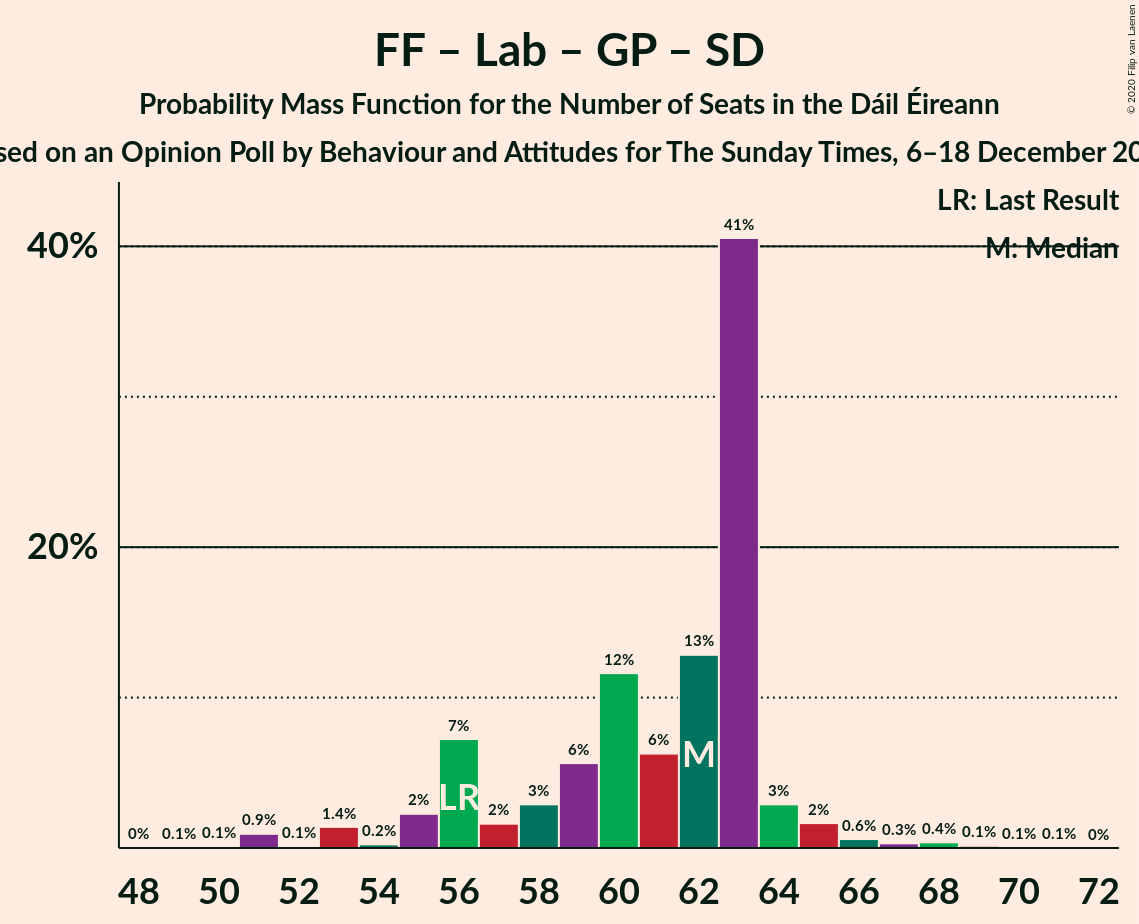 FF – Lab – GP – SD
Probability Mass Function for the Number of Seats in the Dáil Éireann
on an Opinion Poll by Behaviour and Attitudes for The Sunday Times, 6–18 December
© 2020 Filip van Laenen
LR: Last Result
M: Median
40%
20%
0% 0.1% 0.1% 0.9% 0.1% 1.4% 0.2% 2% 7% 2% 3% 6% 12% 6% 13% 41% 3% 2% 0.6% 0.3% 0.4% 0.1% 0.1% 0.1% 0%
LR
M
48 50 52 54 56 58 60 62 64 66 68 70 72